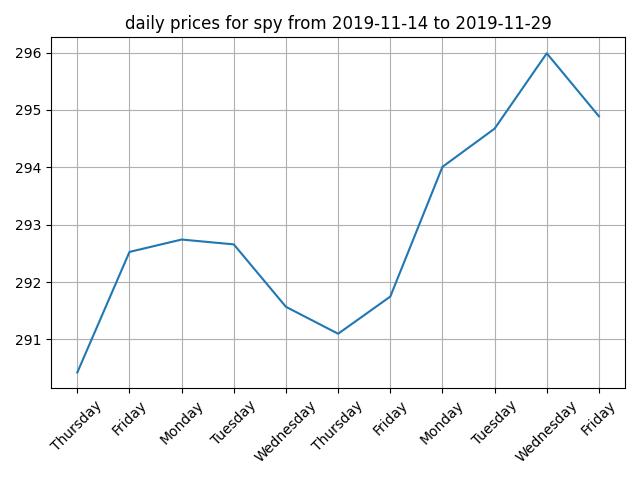 daily prices for spy from 2019-11-14 to 2019-11-29
296
295
294
293
292
291
Thursday
Friday
Monday
Tuesday
Wednesday
Thursday
Friday
Monday
Tuesday
Wednesday
Friday